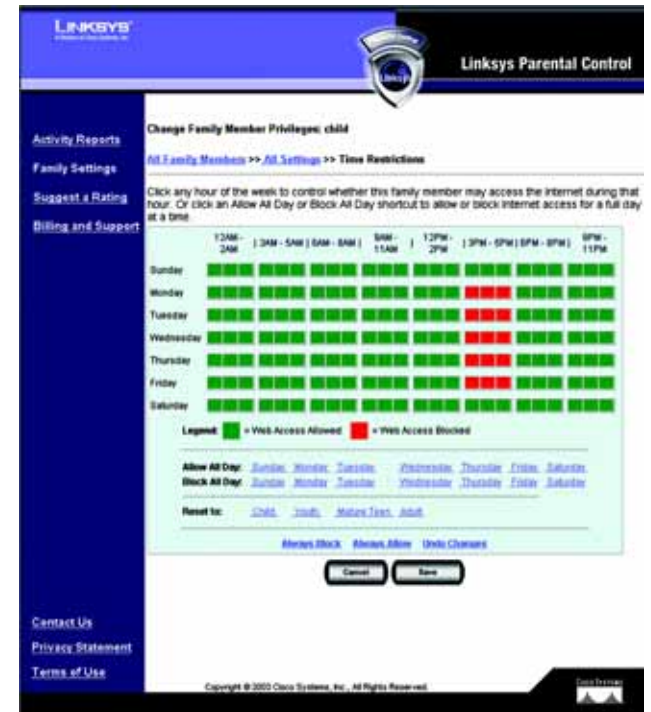 LINKSYS®
Linksys
Linksys Parental Control
Activity Reports
Family Settings
Suggest a Rating
Billing and Support
Change Family Member Privileges: child
All Family Members >> All Settings >> Time Restrictions
Click any hour of the week to control whether this family member may access the internet during that
hour. Or click an Allow All Day or Block All Day shortcut to allow or block internet access for a full day
at a time.
12AM - 2AM | 3AM - 5AM | 6AM - 8AM | 9AM - 11AM | 12PM - 2PM | 3PM - 5PM | 6PM - 8PM | 9PM - 11PM
Sunday
Monday
Tuesday
Wednesday
Thursday
Friday
Saturday
Legend: = Web Access Allowed = Web Access Blocked
Allow All Day: Sunday Monday Tuesday Wednesday Thursday Friday Saturday
Block All Day: Sunday Monday Tuesday Wednesday Thursday Friday Saturday
Reset to: Child Youth Mature Teen Adult
Always Block Always Allow Undo Changes
Cancel Save
Contact Us
Privacy Statement
Terms of Use
Copyright © 2003 Cisco Systems, Inc., All Rights Reserved.
Cisco Systems